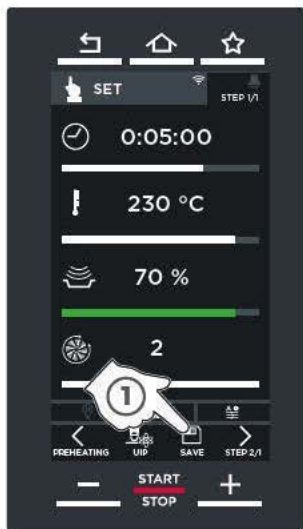 SET
STEP 1/1
0:05:00
230 °C
70 %
2
1
PREHEATING UIP SAVE STEP 2/1
START
STOP